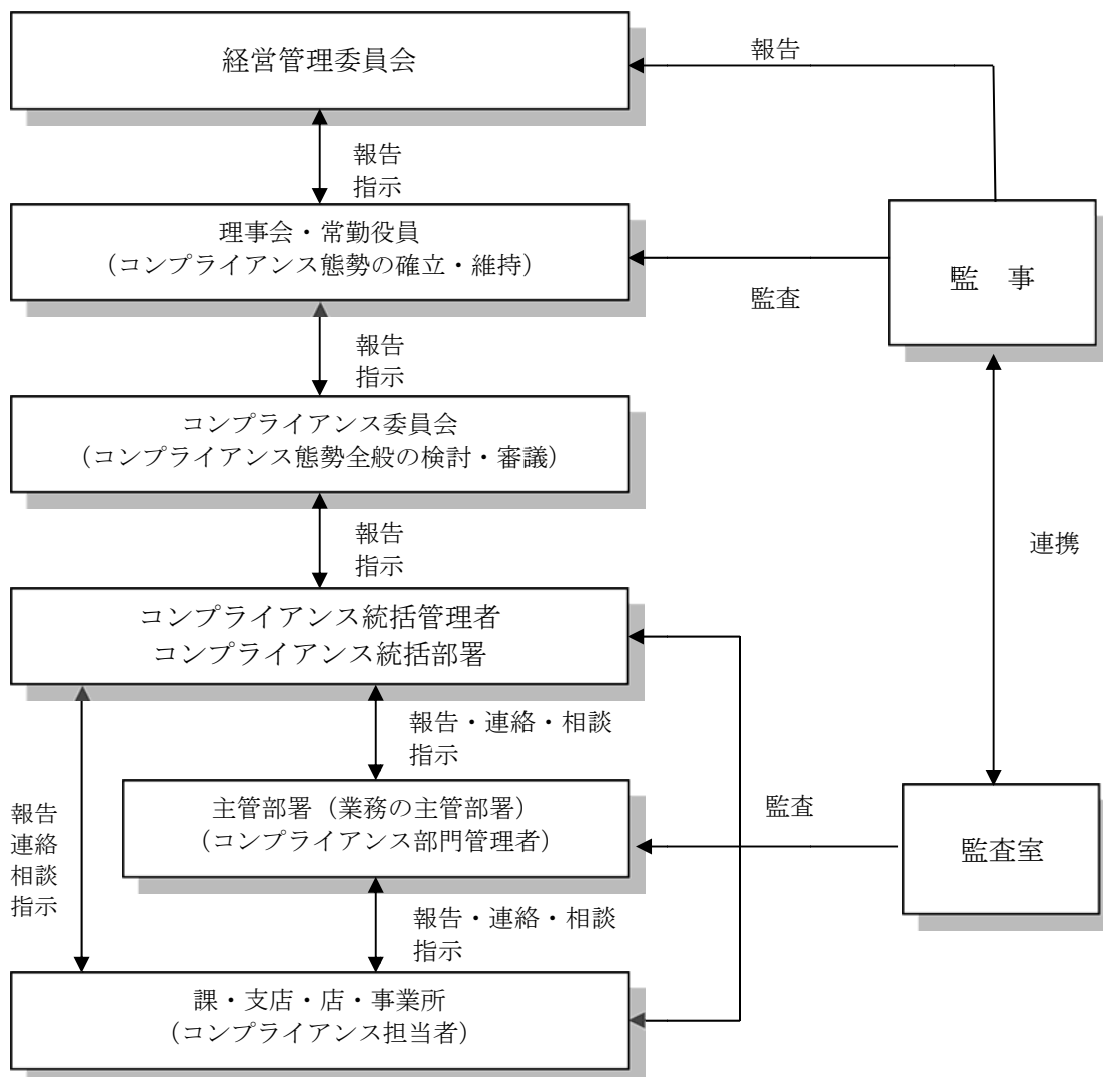 経営管理委員会
報告
報告
指示
理事会・常勤役員
（コンプライアンス態勢の確立・維持）
監　事
監査
報告
指示
コンプライアンス委員会
（コンプライアンス態勢全般の検討・審議）
報告
指示
連携
コンプライアンス統括管理者
コンプライアンス統括部署
報告・連絡・相談
指示
報告
連絡
相談
指示
主管部署（業務の主管部署）
（コンプライアンス部門管理者）
監査
監査室
報告・連絡・相談
指示
課・支店・店・事業所
（コンプライアンス担当者）